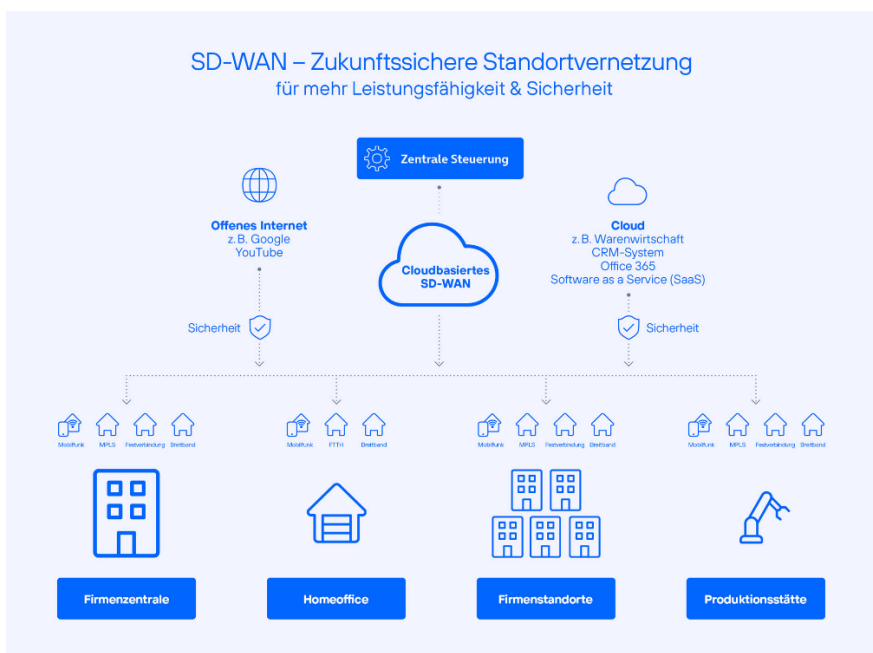 SD-WAN – Zukunftssichere Standortvernetzung
für mehr Leistungsfähigkeit & Sicherheit
Zentrale Steuerung
Offenes Internet
z. B. Google
YouTube
Cloudbasiertes
SD-WAN
Cloud
z. B. Warenwirtschaft
CRM-System
Office 365
Software as a Service (SaaS)
Sicherheit
Sicherheit
Mobilfunk MPLS Festverbindung Breitband
Mobilfunk FTTH Breitband
Mobilfunk MPLS Festverbindung Breitband
Mobilfunk MPLS Festverbindung Breitband
Firmenzentrale
Homeoffice
Firmenstandorte
Produktionsstätte